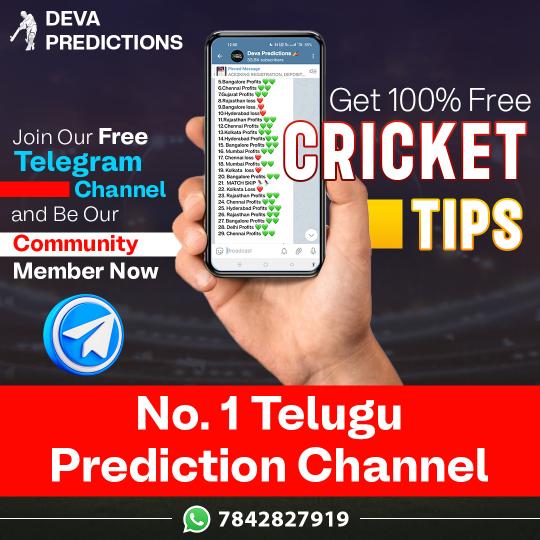 DEVA
PREDICTIONS
Get 100% Free
CRICKET
TIPS
Join Our Free
Telegram
Channel
and Be Our
Community
Member Now
Deva Predictions
Pinned Message
5.Bangalore Profits 💚💚
6.Chennai Profits 💚💚
7.Gujarat Profits 💚💚
8.Rajasthan loss ❤️
9.Bangalore loss ❤️
10.Hyderabad loss❤️
11.Rajasthan Profits 💚💚
12.Chennai Profits 💚💚
13.Kolkata Profits 💚💚
14.Hyderabad Profits 💚💚
15. Bangalore Profits 💚💚
16. Mumbai Profits 💚💚
17. Chennai loss ❤️
18. Mumbai Profits 💚💚
19. Kolkata loss ❤️
20. Bangalore Profits 💚💚
21. MATCH SKIP
22. Kolkata Loss ❤️
23. Rajasthan Profits 💚💚
24. Chennai Profits 💚💚
25. Hyderabad Profits 💚💚
26. Rajasthan Profits 💚💚
27. Bangalore Profits 💚💚
28. Delhi Profits 💚💚
29. Chennai Profits 💚💚
Broadcast
No. 1 Telugu
Prediction Channel
7842827919